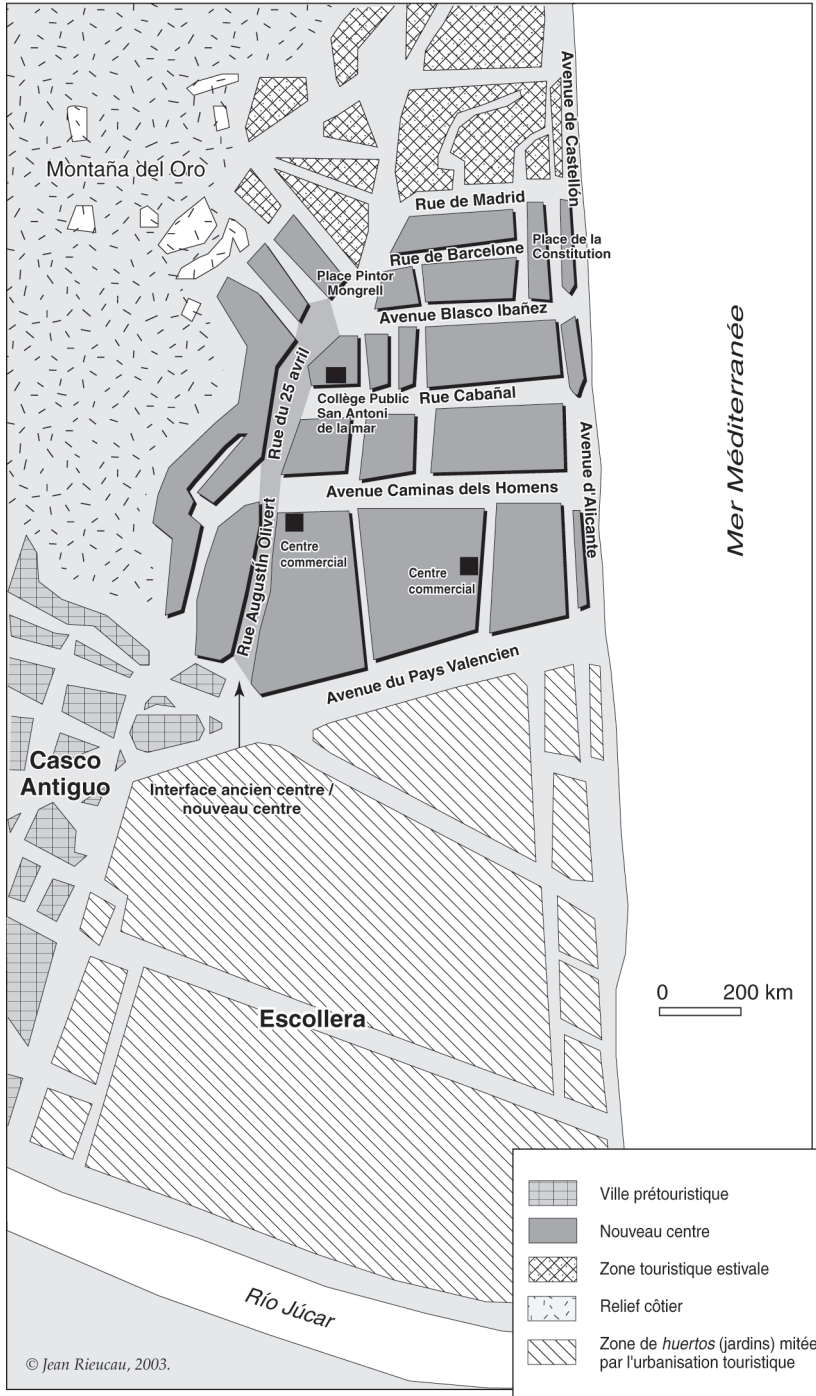 Avenue de Castellón
Montaña del Oro
Rue de Madrid
Place de la
Constitution
Rue de Barcelone
Place Pintor
Mongrell
Avenue Blasco Ibañez
Mer Méditerranée
Rue du 25 avril
Collège Public
San Antoni
de la mar
Rue Cabañal
Avenue d'Alicante
Avenue Caminas dels Homens
Rue Augustín Olivert
Centre
commercial
Centre
commercial
Avenue du Pays Valencien
Casco
Antiguo
Interface ancien centre /
nouveau centre
0 200 km
Escollera
Río Júcar
Ville prétouristique
Nouveau centre
Zone touristique estivale
Relief côtier
Zone de huertos (jardins) mitée
par l'urbanisation touristique
© Jean Rieucau, 2003.